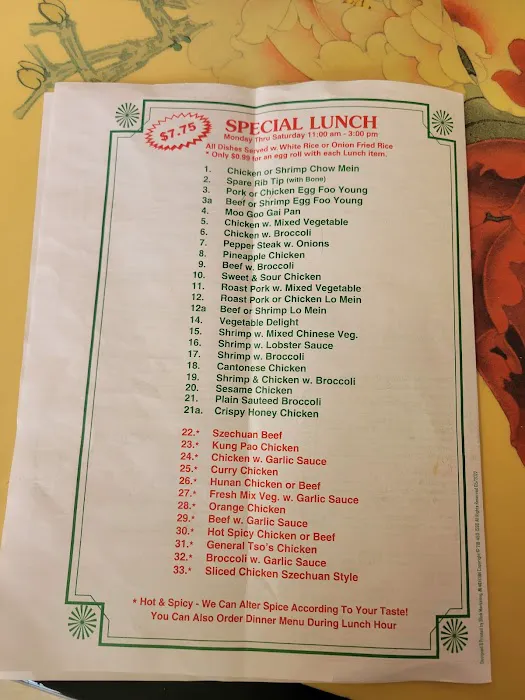 $7.75
SPECIAL LUNCH
Monday Thru Saturday 11:00 am - 3:00 pm
All Dishes Served w. White Rice or Onion Fried Rice
* Only $0.99 for an egg roll with each Lunch item.
1. Chicken or Shrimp Chow Mein
2. Spare Rib Tip (with Bone)
3. Pork or Chicken Egg Foo Young
3a Beef or Shrimp Egg Foo Young
4. Moo Goo Gai Pan
5. Chicken w. Mixed Vegetable
6. Chicken w. Broccoli
7. Pepper Steak w. Onions
8. Pineapple Chicken
9. Beef w. Broccoli
10. Sweet & Sour Chicken
11. Roast Pork w. Mixed Vegetable
12. Roast Pork or Chicken Lo Mein
12a Beef or Shrimp Lo Mein
14. Vegetable Delight
15. Shrimp w. Mixed Chinese Veg.
16. Shrimp w. Lobster Sauce
17. Shrimp w. Broccoli
18. Cantonese Chicken
19. Shrimp & Chicken w. Broccoli
20. Sesame Chicken
21. Plain Sauteed Broccoli
21a. Crispy Honey Chicken
22.* Szechuan Beef
23.* Kung Pao Chicken
24.* Chicken w. Garlic Sauce
25.* Curry Chicken
26.* Hunan Chicken or Beef
27.* Fresh Mix Veg. w. Garlic Sauce
28.* Orange Chicken
29.* Beef w. Garlic Sauce
30.* Hot Spicy Chicken or Beef
31.* General Tso's Chicken
32.* Broccoli w. Garlic Sauce
33.* Sliced Chicken Szechuan Style
* Hot & Spicy - We Can Alter Spice According To Your Taste!
You Can Also Order Dinner Menu During Lunch Hour